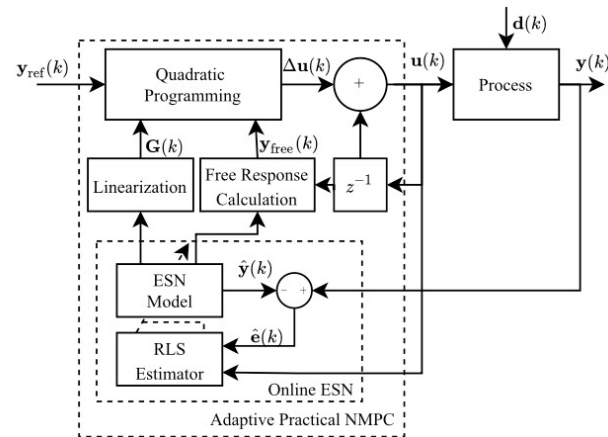 d(k)
y_ref(k)
Quadratic
Programming
Δu(k)
+
u(k)
Process
y(k)
G(k)
y_free(k)
Linearization
Free Response
Calculation
z⁻¹
ESN
Model
ŷ(k)
- +
RLS
Estimator
ê(k)
Online ESN
Adaptive Practical NMPC